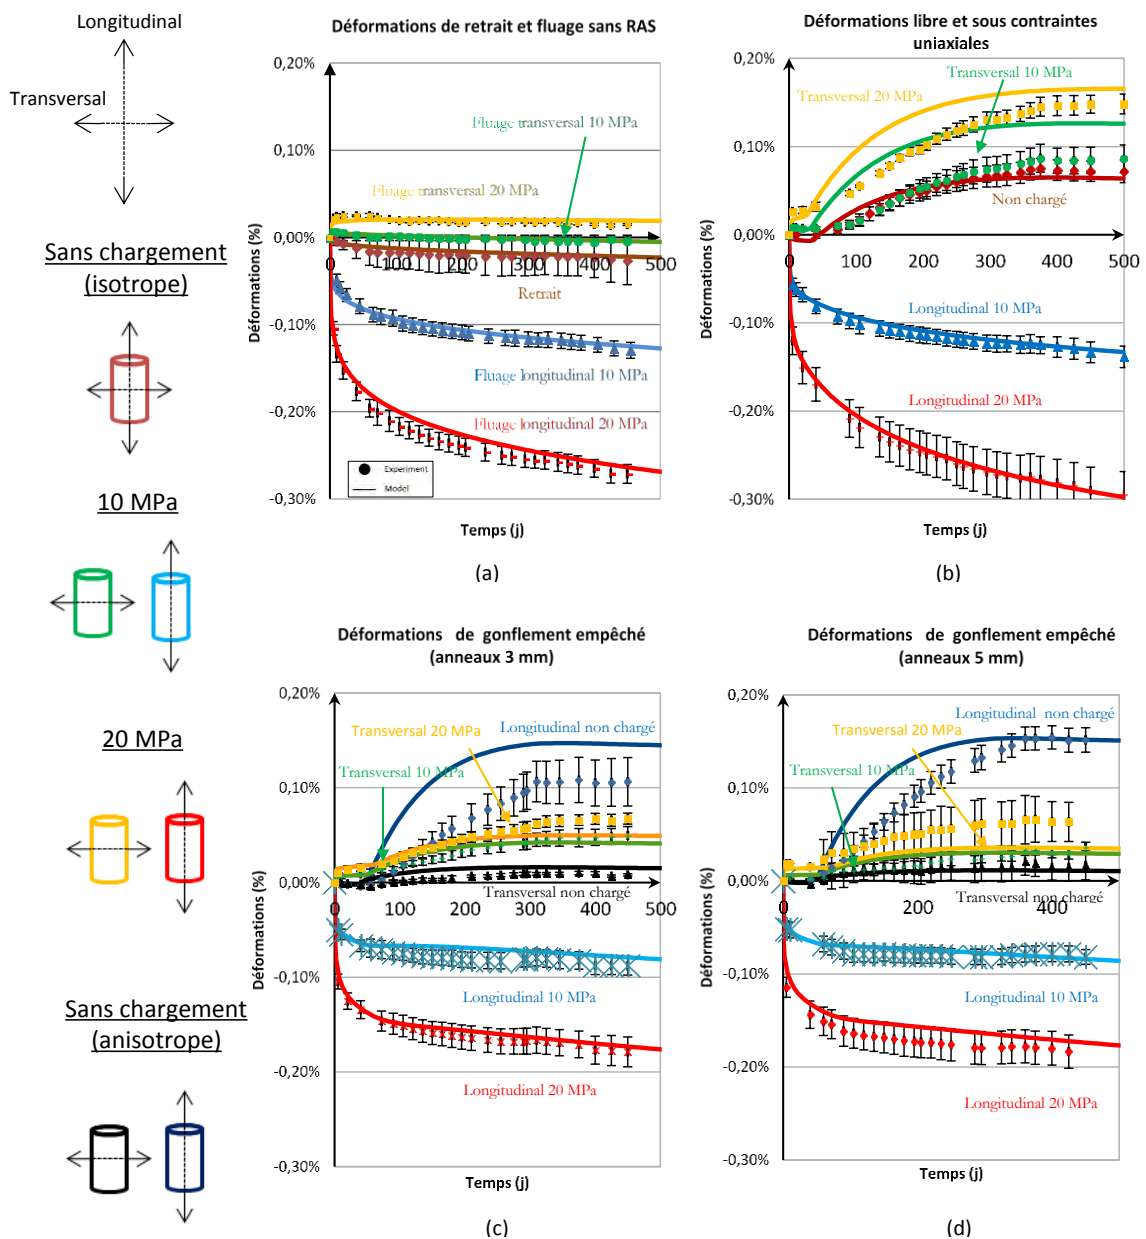 Longitudinal
Transversal
Sans chargement
(isotrope)
10 MPa
20 MPa
Sans chargement
(anisotrope)
Déformations de retrait et fluage sans RAS
0,20%
0,10%
0,00%
-0,10%
-0,20%
-0,30%
0
100
200
300
400
500
Déformations (%)
Fluage transversal 10 MPa
Fluage transversal 20 MPa
Retrait
Fluage longitudinal 10 MPa
Fluage longitudinal 20 MPa
Experiment
Model
Temps (j)
(a)
Déformations libre et sous contraintes
uniaxiales
0,20%
0,10%
0,00%
-0,10%
-0,20%
-0,30%
0
100
200
300
400
500
Déformations (%)
Transversal 10 MPa
Transversal 20 MPa
Non chargé
Longitudinal 10 MPa
Longitudinal 20 MPa
Temps (j)
(b)
Déformations de gonflement empêché
(anneaux 3 mm)
0,20%
0,10%
0,00%
-0,10%
-0,20%
-0,30%
0
100
200
300
400
500
Déformations (%)
Longitudinal non chargé
Transversal 20 MPa
Transversal 10 MPa
Transversal non chargé
Longitudinal 10 MPa
Longitudinal 20 MPa
Temps (j)
(c)
Déformations de gonflement empêché
(anneaux 5 mm)
0,20%
0,10%
0,00%
-0,10%
-0,20%
-0,30%
0
200
400
Déformations (%)
Longitudinal non chargé
Transversal 20 MPa
Transversal 10 MPa
Transversal non chargé
Longitudinal 10 MPa
Longitudinal 20 MPa
Temps (j)
(d)